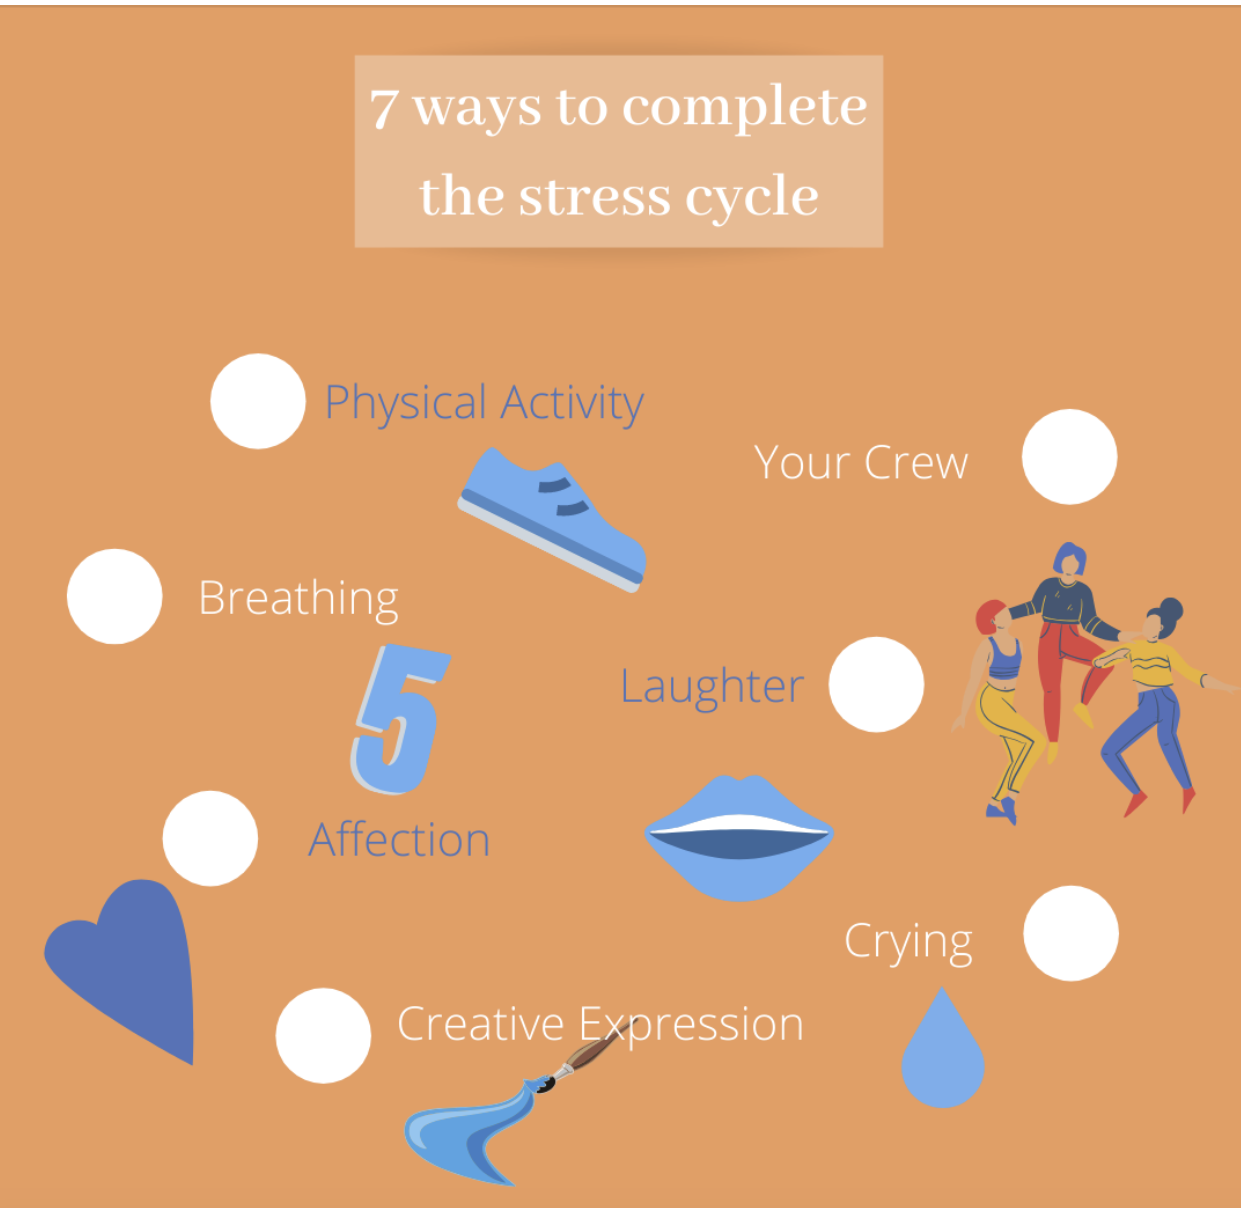 7 ways to complete
the stress cycle
Physical Activity
Your Crew
Breathing
5
Laughter
Affection
Crying
Creative Expression